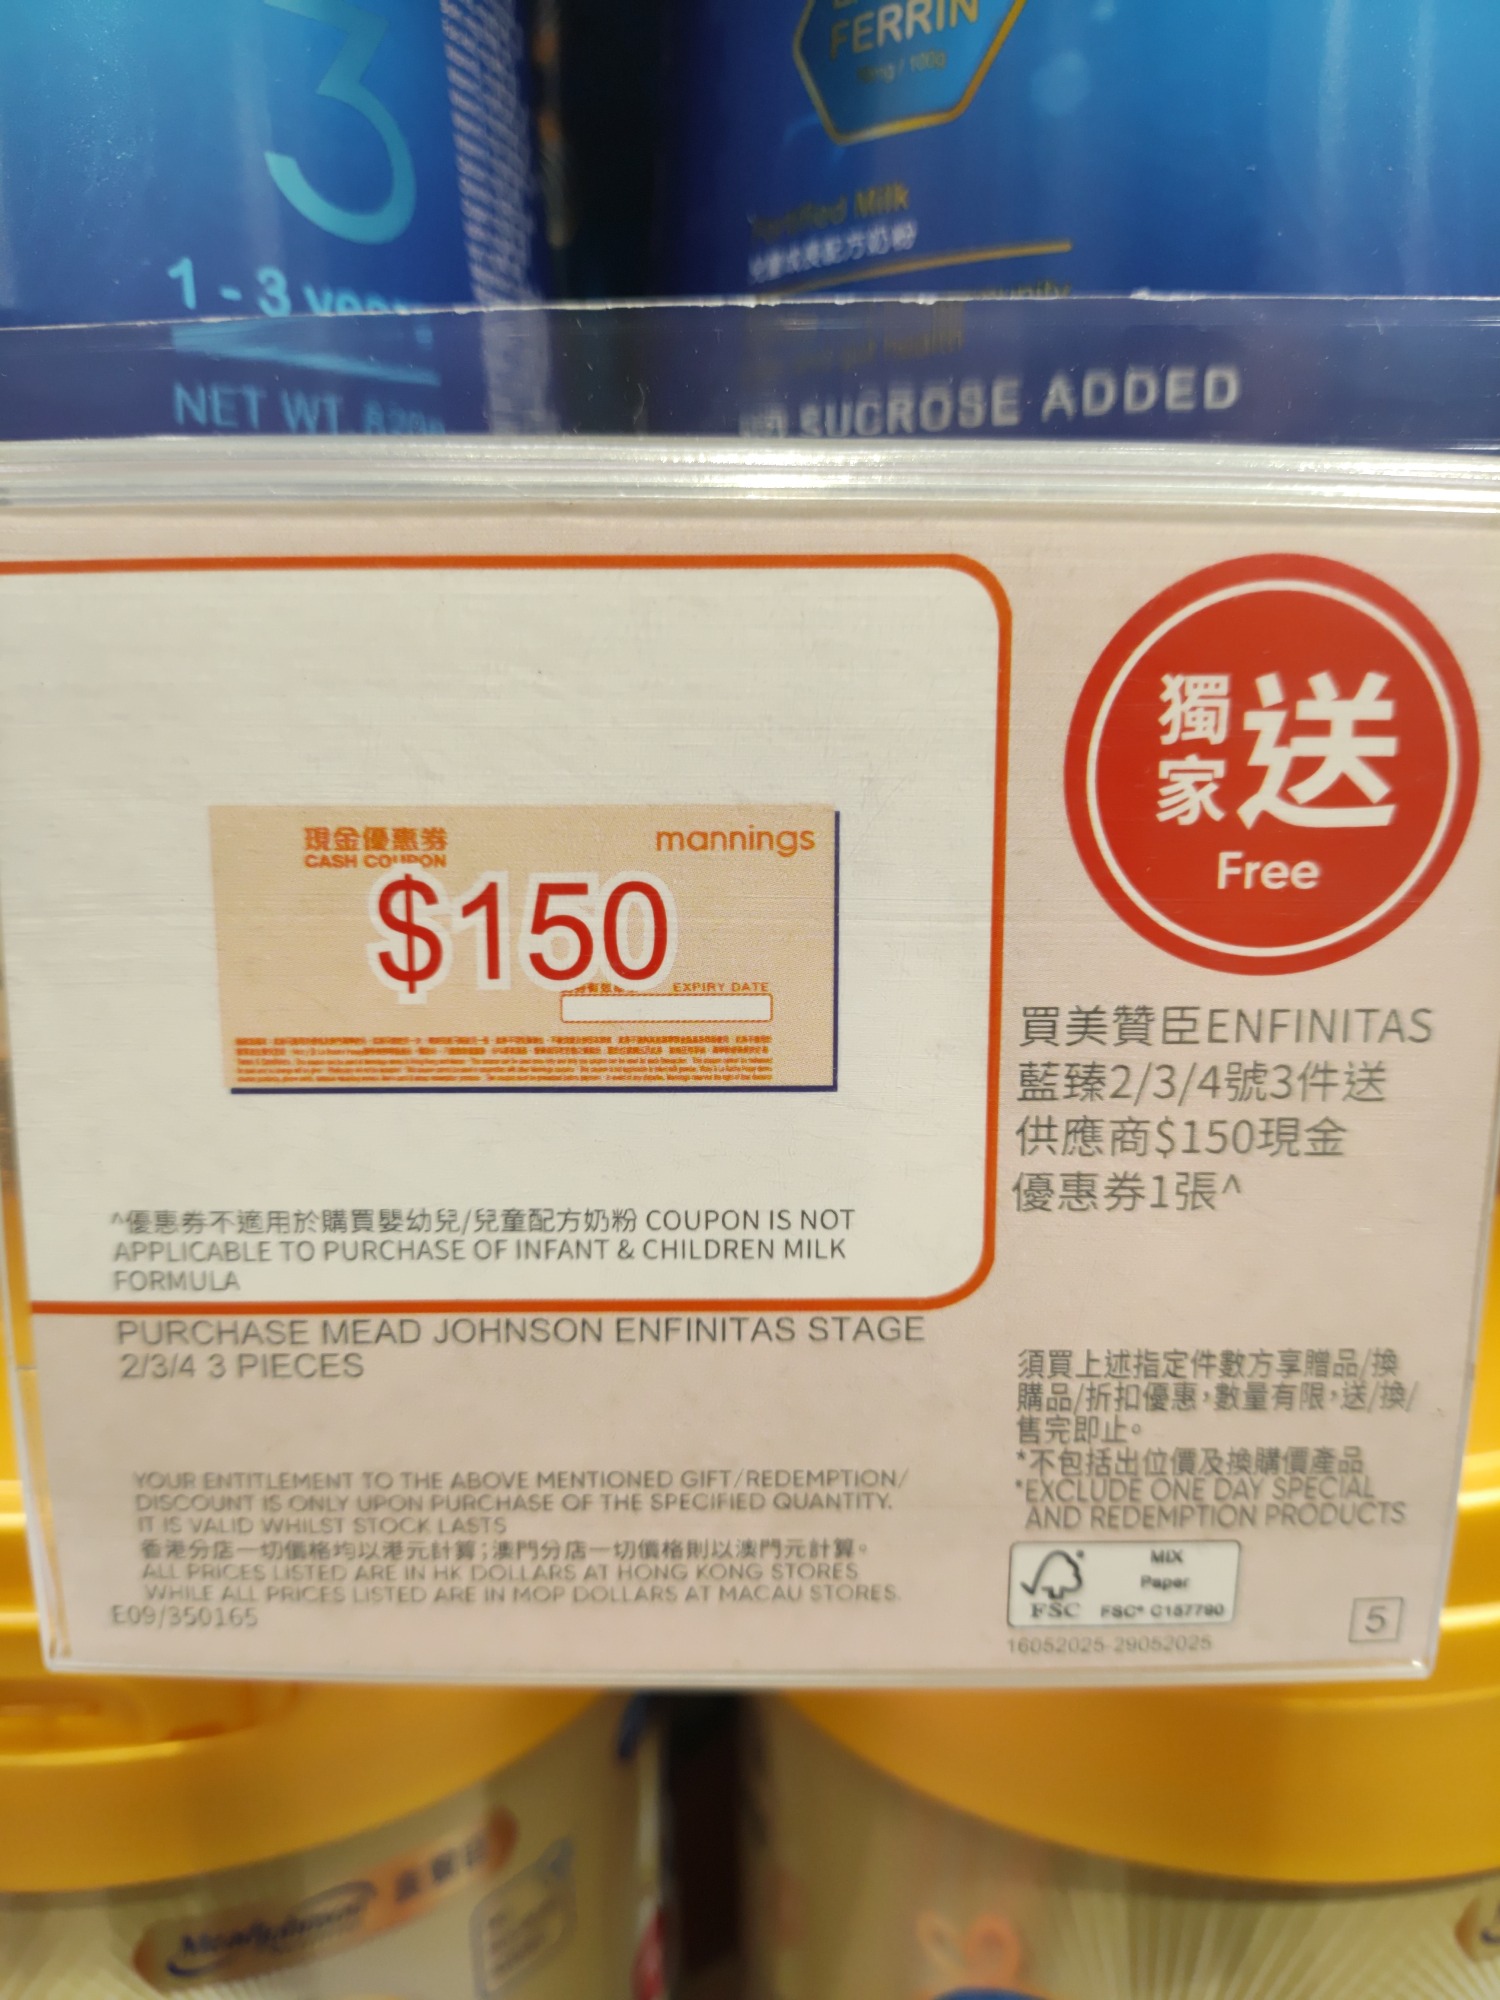 3
FERRIN
1 - 3 years
NET WT. 820g
Milk
SUCROSE ADDED
獨家送
Free
現金優惠券
CASH COUPON
mannings
$150
EXPIRY DATE
買美贊臣ENFINITAS
藍臻2/3/4號3件送
供應商$150現金
優惠券1張^
^優惠券不適用於購買嬰幼兒/兒童配方奶粉 COUPON IS NOT
APPLICABLE TO PURCHASE OF INFANT & CHILDREN MILK
FORMULA
PURCHASE MEAD JOHNSON ENFINITAS STAGE
2/3/4 3 PIECES
須買上述指定件數方享贈品/換
購品/折扣優惠,數量有限,送/換/
售完即止。
*不包括出位價及換購價產品
*EXCLUDE ONE DAY SPECIAL
AND REDEMPTION PRODUCTS
YOUR ENTITLEMENT TO THE ABOVE MENTIONED GIFT/REDEMPTION/
DISCOUNT IS ONLY UPON PURCHASE OF THE SPECIFIED QUANTITY.
IT IS VALID WHILST STOCK LASTS
香港分店一切價格均以港元計算;澳門分店一切價格則以澳門元計算。
ALL PRICES LISTED ARE IN HK DOLLARS AT HONG KONG STORES
WHILE ALL PRICES LISTED ARE IN MOP DOLLARS AT MACAU STORES.
E09/350165
MIX
Paper
FSC FSC® C157790
16052025-29052025
5
MeadJohnson